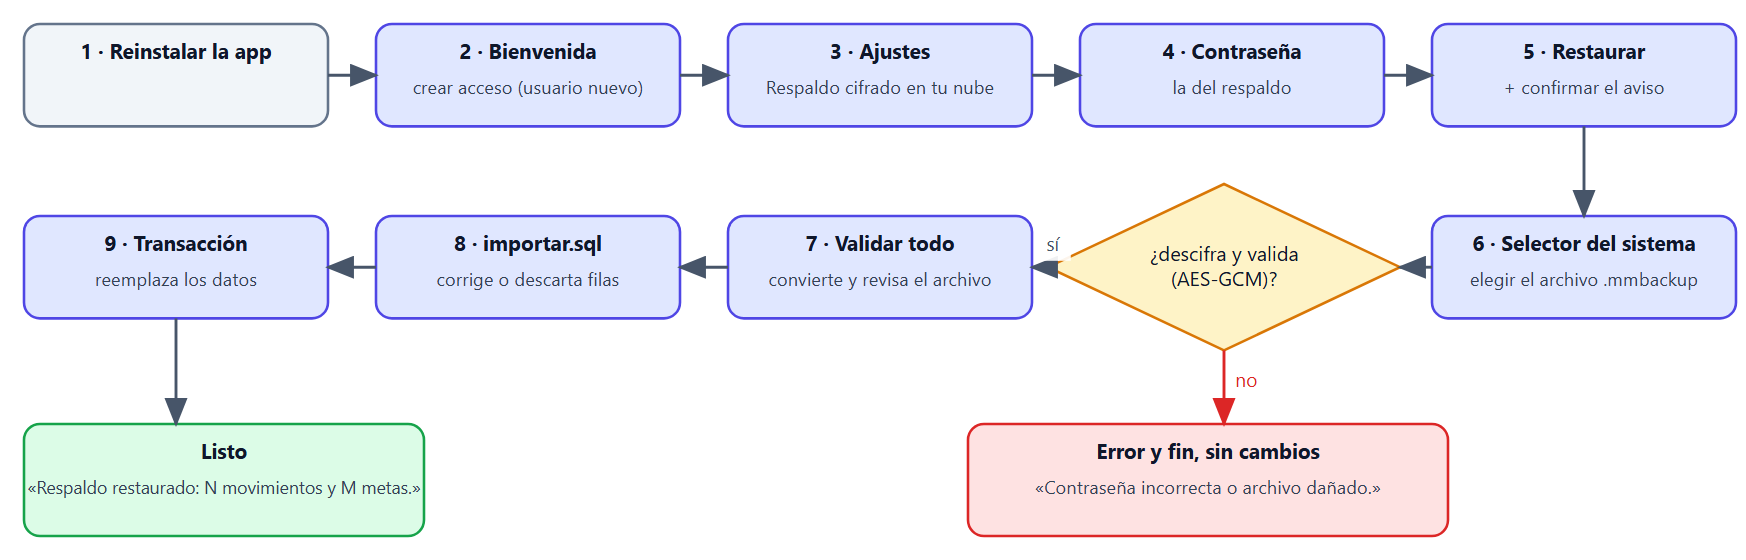 1 · Reinstalar la app
2 · Bienvenida
crear acceso (usuario nuevo)
3 · Ajustes
Respaldo cifrado en tu nube
4 · Contraseña
la del respaldo
5 · Restaurar
+ confirmar el aviso
6 · Selector del sistema
elegir el archivo .mmbackup
¿descifra y valida
(AES-GCM)?
sí
7 · Validar todo
convierte y revisa el archivo
8 · importar.sql
corrige o descarta filas
9 · Transacción
reemplaza los datos
no
Listo
«Respaldo restaurado: N movimientos y M metas.»
Error y fin, sin cambios
«Contraseña incorrecta o archivo dañado.»